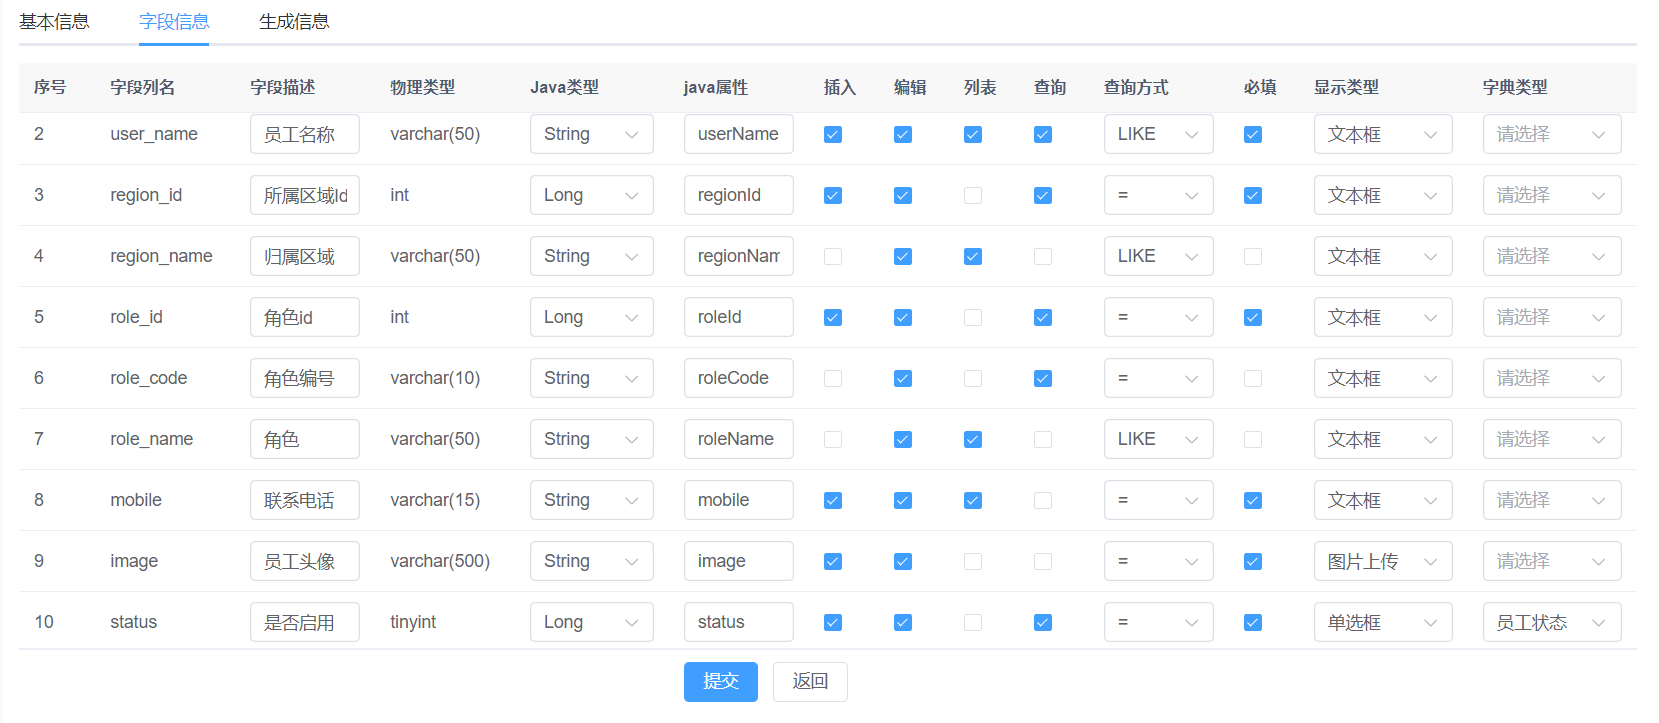 基本信息 字段信息 生成信息
序号 字段列名 字段描述 物理类型 Java类型 java属性 插入 编辑 列表 查询 查询方式 必填 显示类型 字典类型
2 user_name 员工名称 varchar(50) String userName LIKE 文本框 请选择
3 region_id 所属区域Id int Long regionId = 文本框 请选择
4 region_name 归属区域 varchar(50) String regionNam LIKE 文本框 请选择
5 role_id 角色id int Long roleId = 文本框 请选择
6 role_code 角色编号 varchar(10) String roleCode = 文本框 请选择
7 role_name 角色 varchar(50) String roleName LIKE 文本框 请选择
8 mobile 联系电话 varchar(15) String mobile = 文本框 请选择
9 image 员工头像 varchar(500) String image = 图片上传 请选择
10 status 是否启用 tinyint Long status = 单选框 员工状态
提交 返回